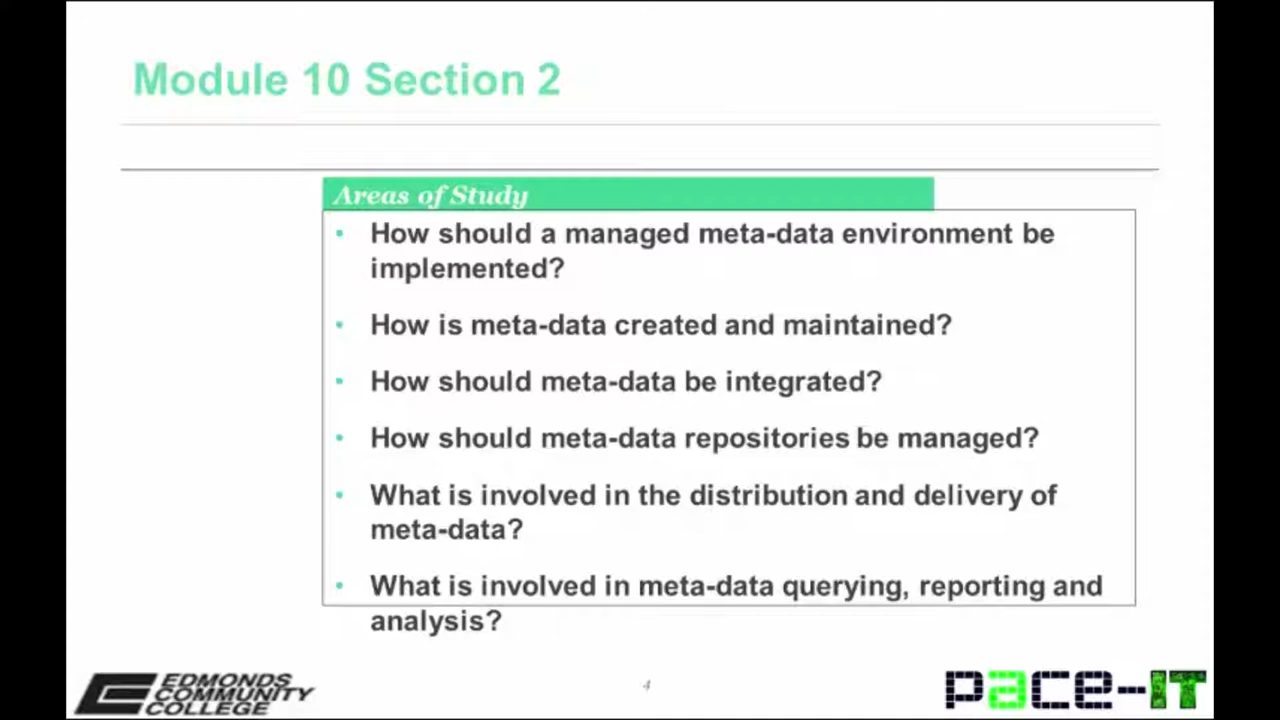 Module 10 Section 2
Areas of Study
• How should a managed meta-data environment be
implemented?
• How is meta-data created and maintained?
• How should meta-data be integrated?
• How should meta-data repositories be managed?
• What is involved in the distribution and delivery of
meta-data?
• What is involved in meta-data querying, reporting and
analysis?
EDMONDS
COMMUNITY
COLLEGE
4
pace-IT